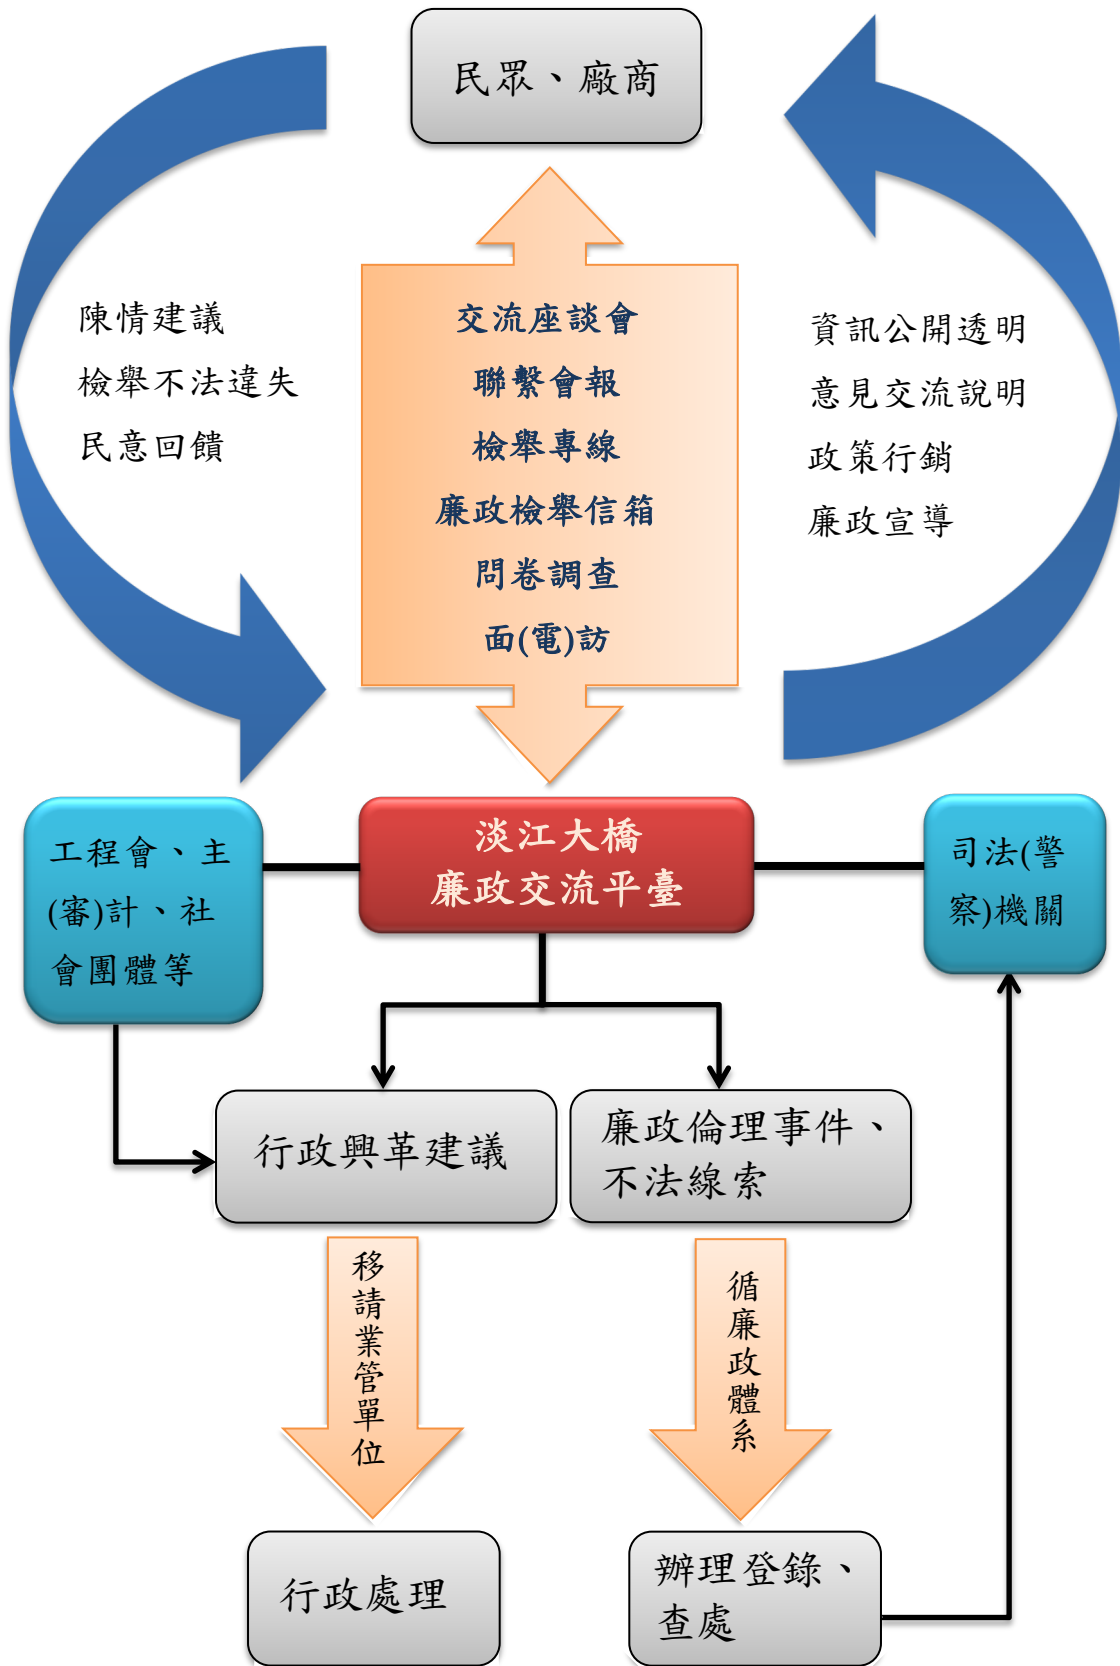 民眾、廠商
陳情建議
檢舉不法違失
民意回饋
交流座談會
聯繫會報
檢舉專線
廉政檢舉信箱
問卷調查
面(電)訪
資訊公開透明
意見交流說明
政策行銷
廉政宣導
工程會、主
(審)計、社
會團體等
淡江大橋
廉政交流平臺
司法(警
察)機關
行政興革建議
廉政倫理事件、
不法線索
移請業管單位
循廉政體系
行政處理
辦理登錄、
查處